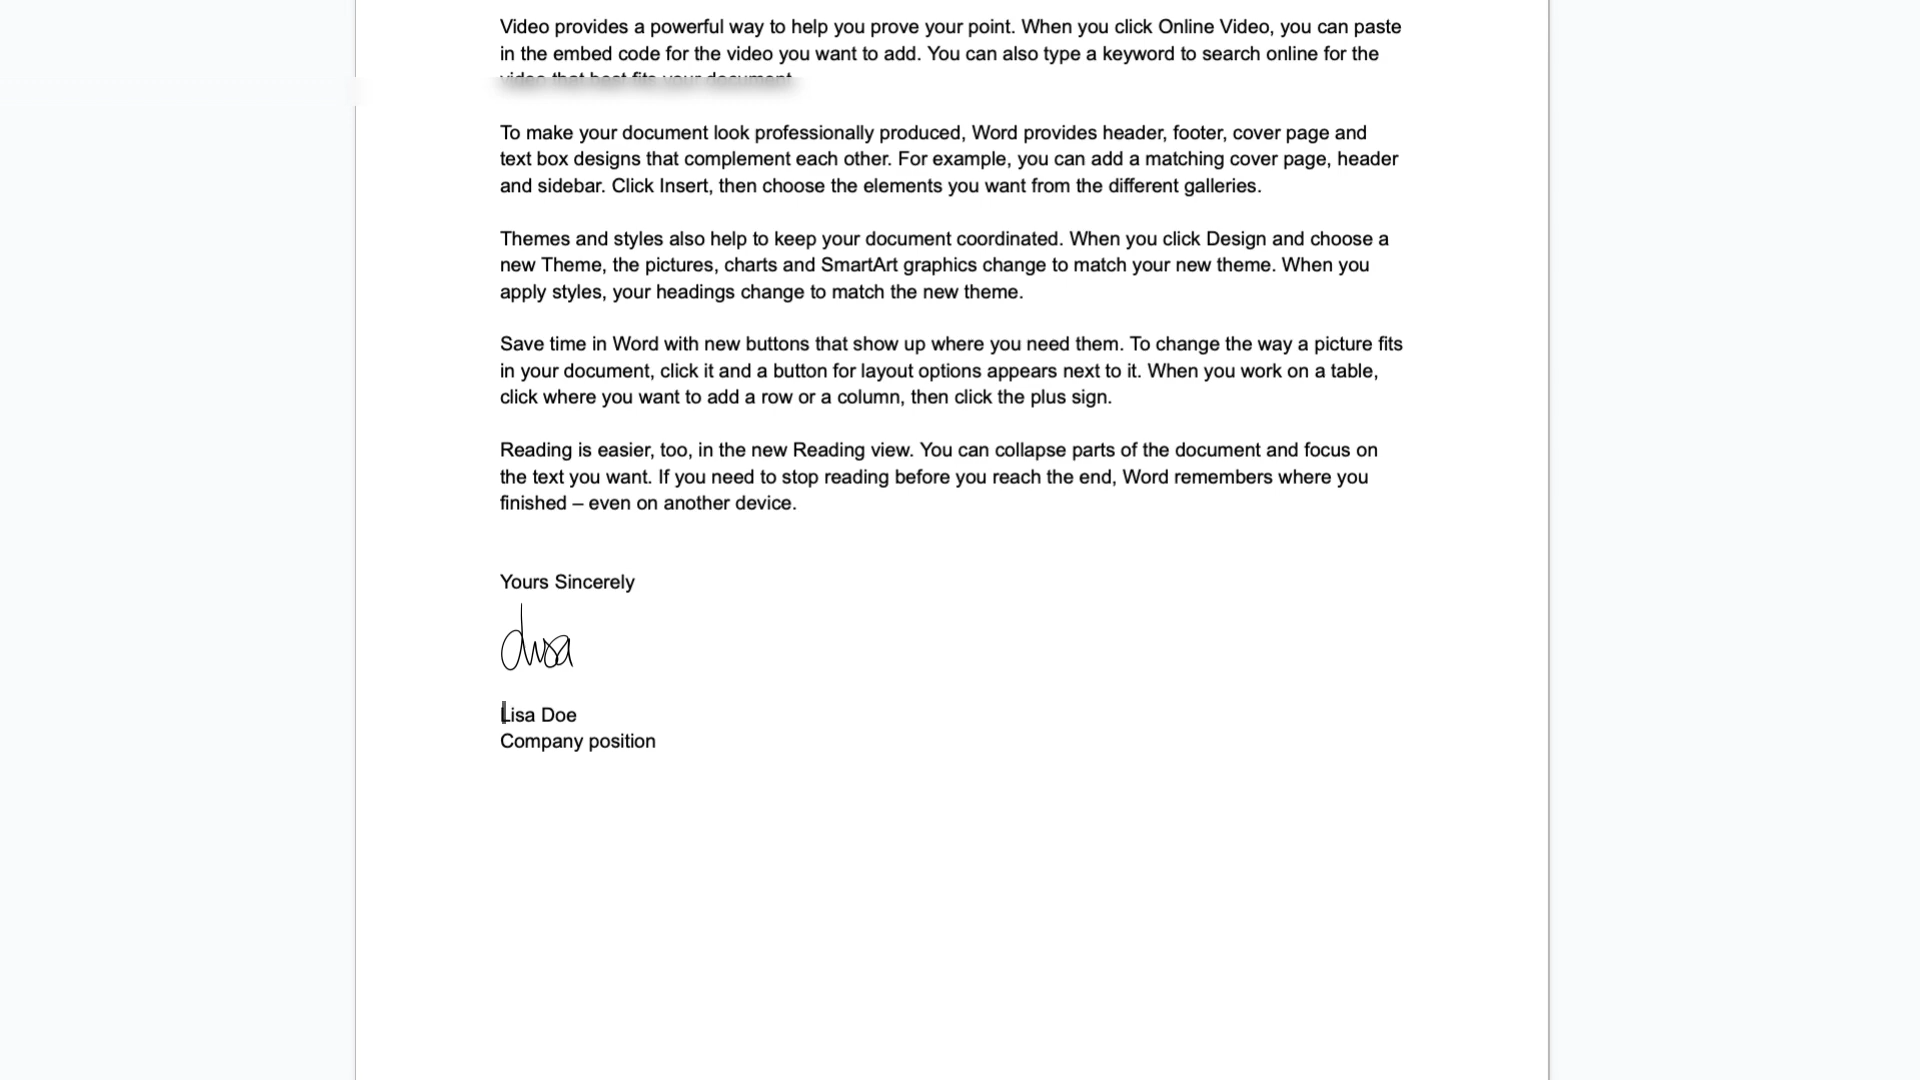 Video provides a powerful way to help you prove your point. When you click Online Video, you can paste
in the embed code for the video you want to add. You can also type a keyword to search online for the
video that best fits your document
To make your document look professionally produced, Word provides header, footer, cover page and
text box designs that complement each other. For example, you can add a matching cover page, header
and sidebar. Click Insert, then choose the elements you want from the different galleries.
Themes and styles also help to keep your document coordinated. When you click Design and choose a
new Theme, the pictures, charts and SmartArt graphics change to match your new theme. When you
apply styles, your headings change to match the new theme.
Save time in Word with new buttons that show up where you need them. To change the way a picture fits
in your document, click it and a button for layout options appears next to it. When you work on a table,
click where you want to add a row or a column, then click the plus sign.
Reading is easier, too, in the new Reading view. You can collapse parts of the document and focus on
the text you want. If you need to stop reading before you reach the end, Word remembers where you
finished – even on another device.
Yours Sincerely
Lisa Doe
Company position